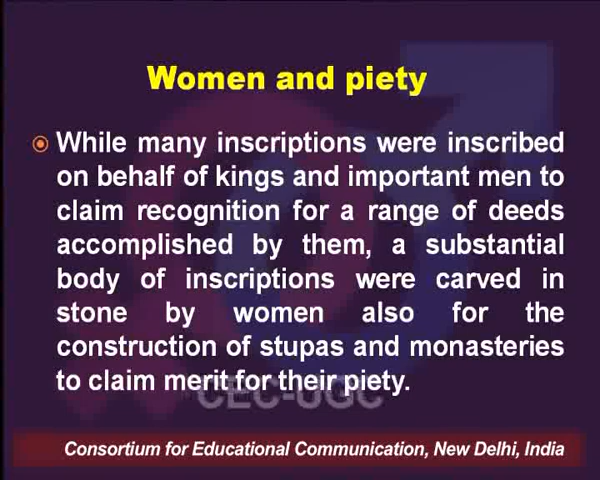 Women and piety
While many inscriptions were inscribed
on behalf of kings and important men to
claim recognition for a range of deeds
accomplished by them, a substantial
body of inscriptions were carved in
stone by women also for the
construction of stupas and monasteries
to claim merit for their piety.
CEC-UGC
Consortium for Educational Communication, New Delhi, India